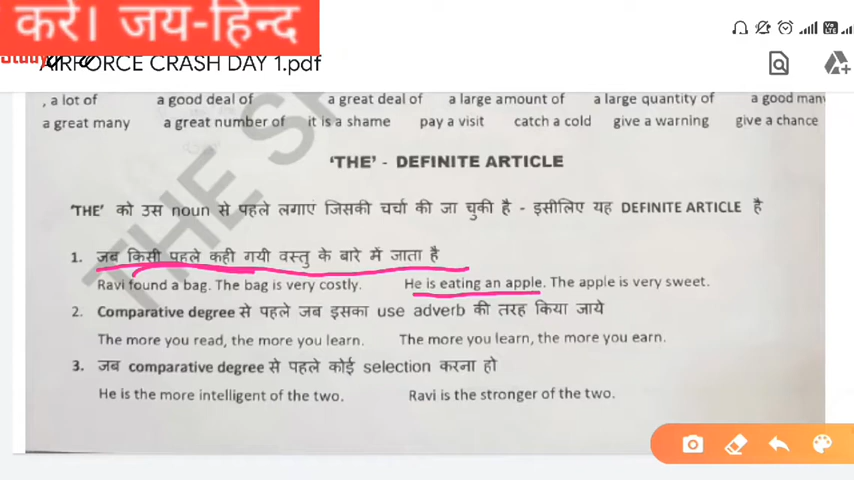 करे। जय-हिन्द
AIRFORCE CRASH DAY 1.pdf
, a lot of a good deal of a great deal of a large amount of a large quantity of a good man
a great many a great number of it is a shame pay a visit catch a cold give a warning give a chance
'THE' - DEFINITE ARTICLE
'THE' को उस noun से पहले लगाएं जिसकी चर्चा की जा चुकी है - इसीलिए यह DEFINITE ARTICLE है
1. जब किसी पहले कही गयी वस्तु के बारे में जाता है
Ravi found a bag. The bag is very costly. He is eating an apple. The apple is very sweet.
2. Comparative degree से पहले जब इसका use adverb की तरह किया जाये
The more you read, the more you learn. The more you learn, the more you earn.
3. जब comparative degree से पहले कोई selection करना हो
He is the more intelligent of the two. Ravi is the stronger of the two.